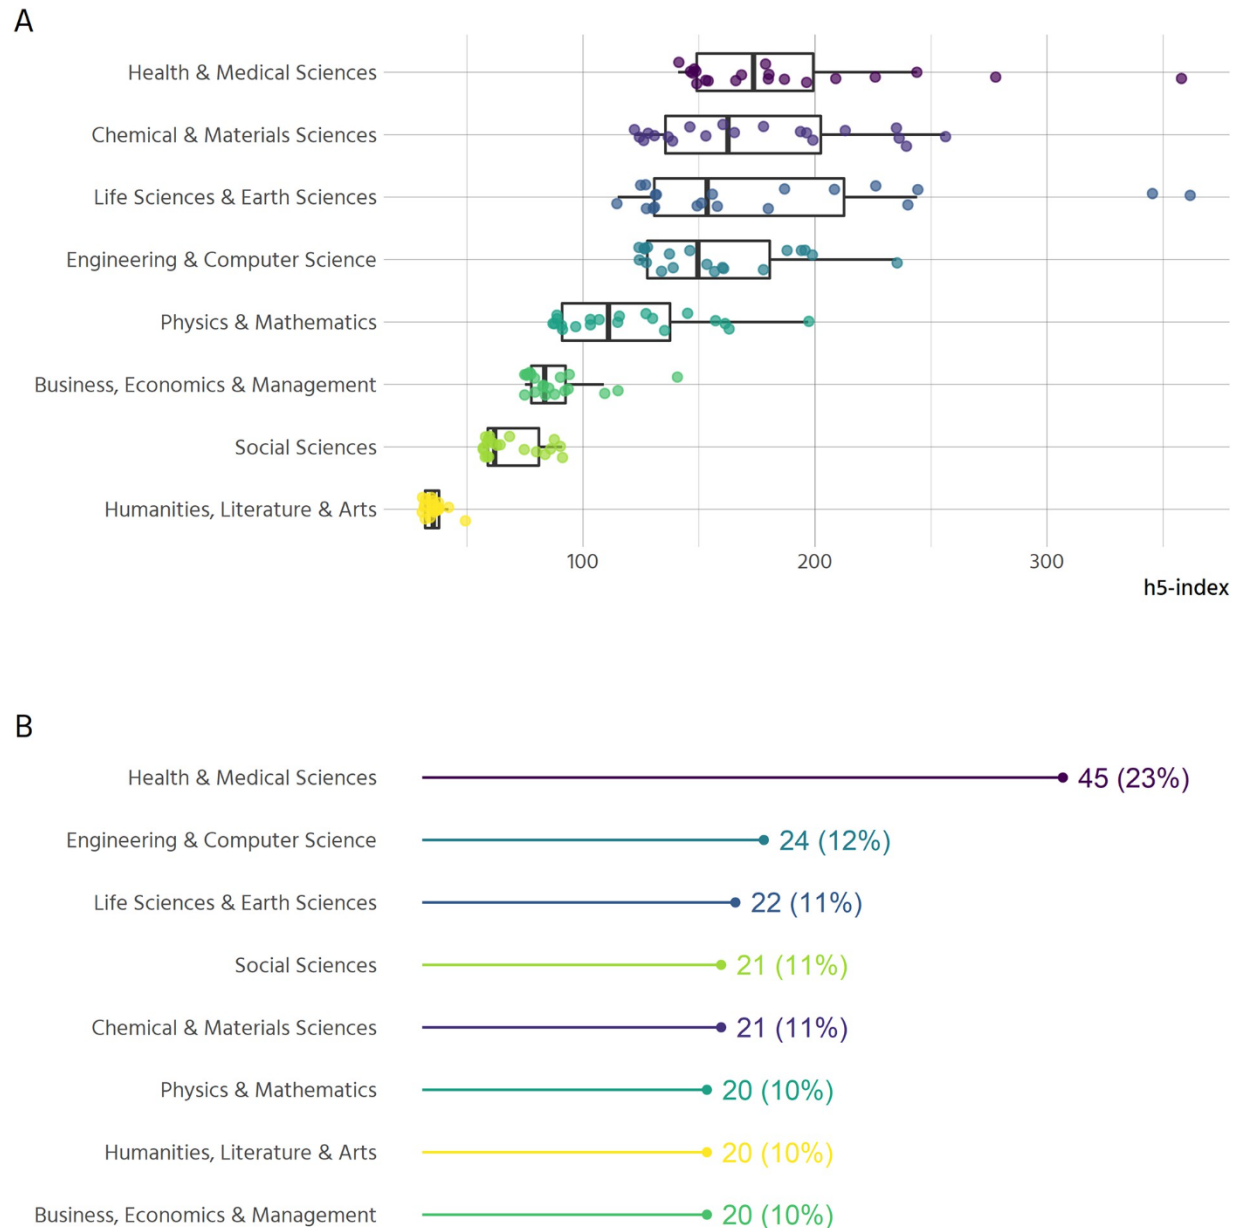 A
Health & Medical Sciences
Chemical & Materials Sciences
Life Sciences & Earth Sciences
Engineering & Computer Science
Physics & Mathematics
Business, Economics & Management
Social Sciences
Humanities, Literature & Arts
100 200 300
h5-index
B
Health & Medical Sciences 45 (23%)
Engineering & Computer Science 24 (12%)
Life Sciences & Earth Sciences 22 (11%)
Social Sciences 21 (11%)
Chemical & Materials Sciences 21 (11%)
Physics & Mathematics 20 (10%)
Humanities, Literature & Arts 20 (10%)
Business, Economics & Management 20 (10%)